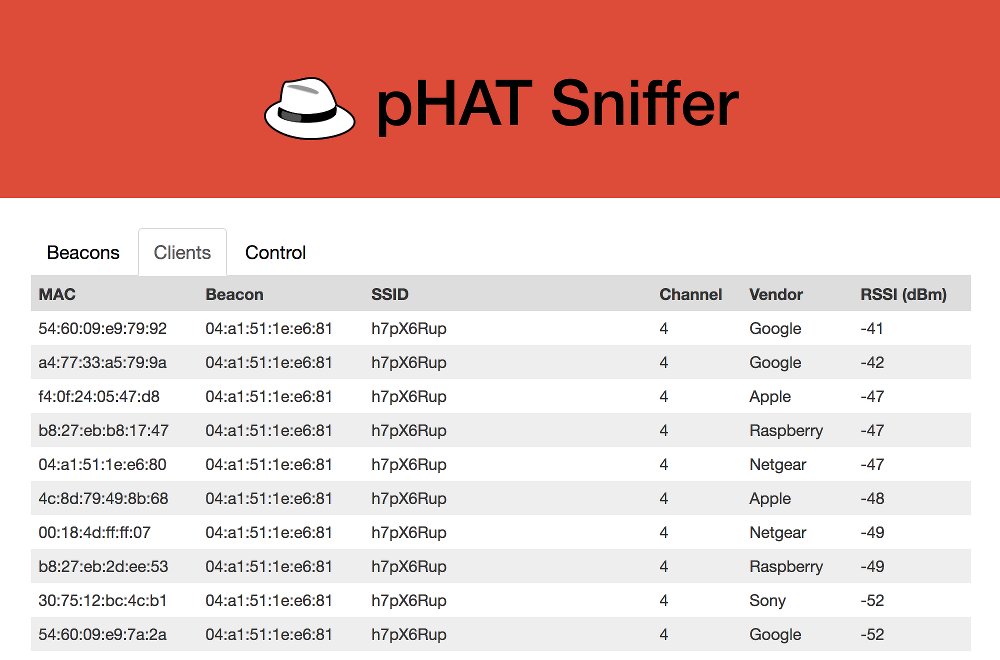 pHAT Sniffer
Beacons Clients Control
MAC Beacon SSID Channel Vendor RSSI (dBm)
54:60:09:e9:79:92 04:a1:51:1e:e6:81 h7pX6Rup 4 Google -41
a4:77:33:a5:79:9a 04:a1:51:1e:e6:81 h7pX6Rup 4 Google -42
f4:0f:24:05:47:d8 04:a1:51:1e:e6:81 h7pX6Rup 4 Apple -47
b8:27:eb:b8:17:47 04:a1:51:1e:e6:81 h7pX6Rup 4 Raspberry -47
04:a1:51:1e:e6:80 04:a1:51:1e:e6:81 h7pX6Rup 4 Netgear -47
4c:8d:79:49:8b:68 04:a1:51:1e:e6:81 h7pX6Rup 4 Apple -48
00:18:4d:ff:ff:07 04:a1:51:1e:e6:81 h7pX6Rup 4 Netgear -49
b8:27:eb:2d:ee:53 04:a1:51:1e:e6:81 h7pX6Rup 4 Raspberry -49
30:75:12:bc:4c:b1 04:a1:51:1e:e6:81 h7pX6Rup 4 Sony -52
54:60:09:e9:7a:2a 04:a1:51:1e:e6:81 h7pX6Rup 4 Google -52